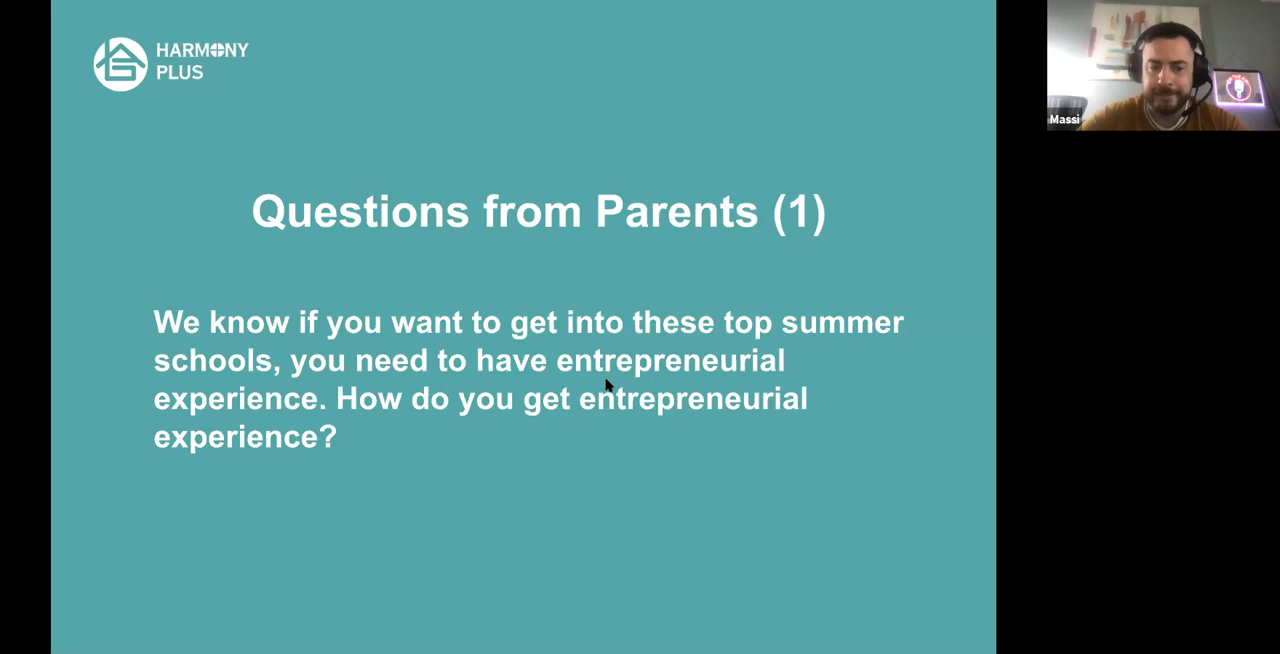 HARMONY
PLUS
Questions from Parents (1)
We know if you want to get into these top summer
schools, you need to have entrepreneurial
experience. How do you get entrepreneurial
experience?
Massi